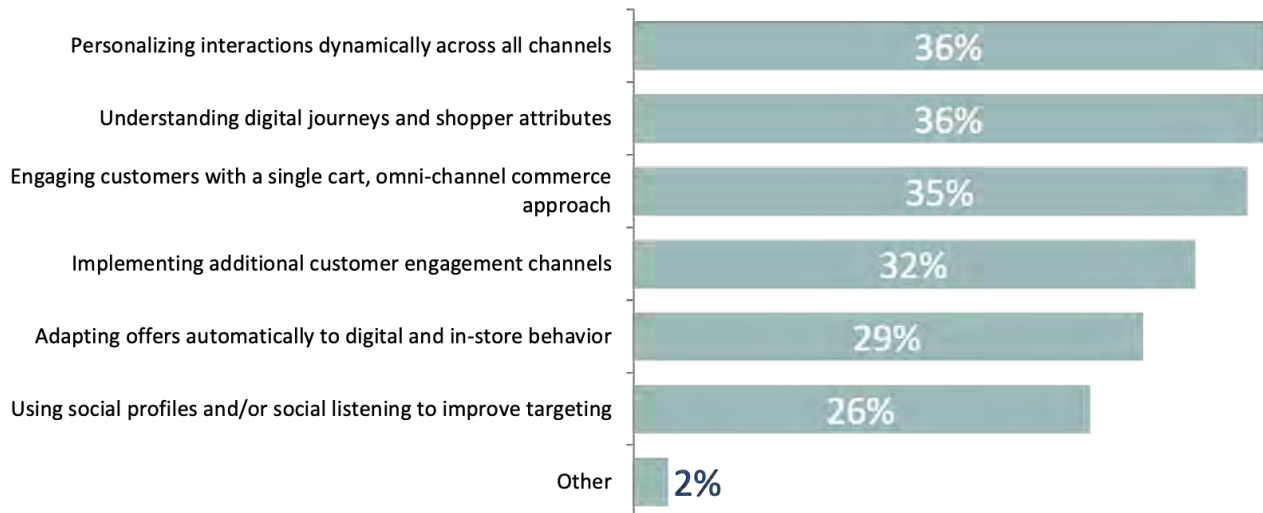 Personalizing interactions dynamically across all channels
36%
Understanding digital journeys and shopper attributes
36%
Engaging customers with a single cart, omni-channel commerce
approach
35%
Implementing additional customer engagement channels
32%
Adapting offers automatically to digital and in-store behavior
29%
Using social profiles and/or social listening to improve targeting
26%
Other
2%